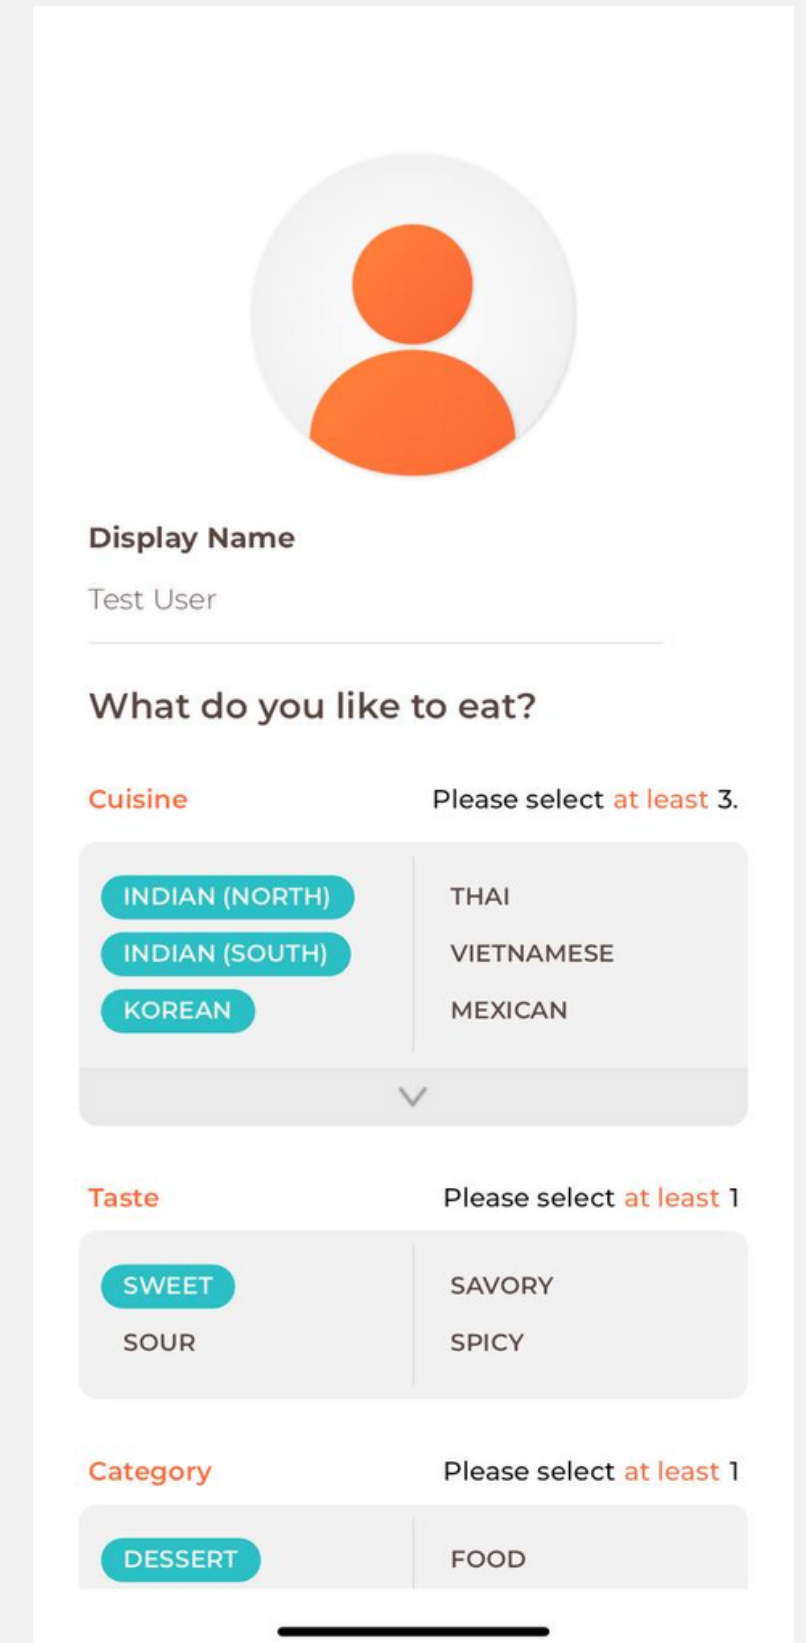 Display Name
Test User
What do you like to eat?
Cuisine Please select at least 3.
INDIAN (NORTH) THAI
INDIAN (SOUTH) VIETNAMESE
KOREAN MEXICAN
Taste Please select at least 1
SWEET SAVORY
SOUR SPICY
Category Please select at least 1
DESSERT FOOD